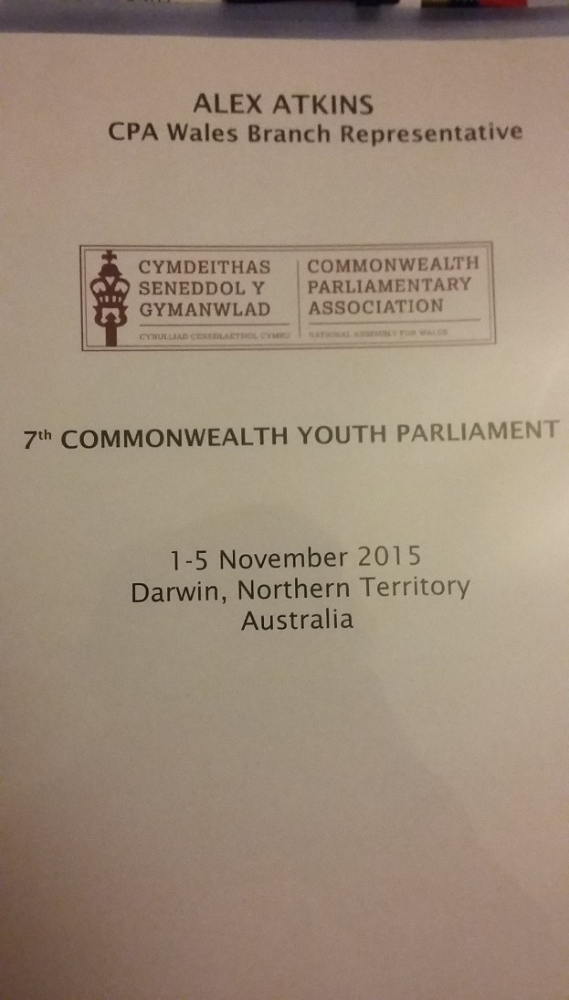 ALEX ATKINS
CPA Wales Branch Representative
CYMDEITHAS
SENEDDOL Y
GYMANWLAD
CYNULLIAD CENEDLAETHOL CYMRU
COMMONWEALTH
PARLIAMENTARY
ASSOCIATION
NATIONAL ASSEMBLY FOR WALES
7th COMMONWEALTH YOUTH PARLIAMENT
1-5 November 2015
Darwin, Northern Territory
Australia